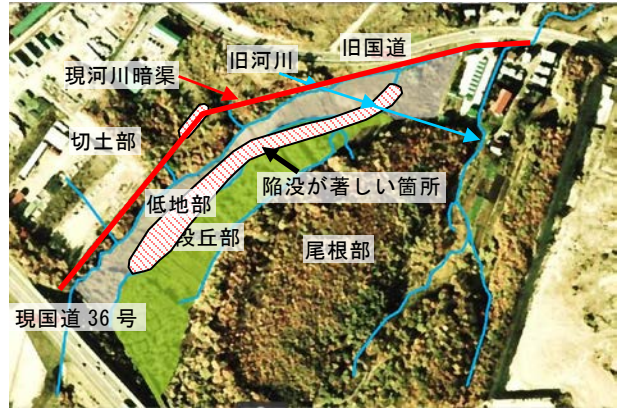 旧国道
旧河川
現河川暗渠
切土部
陥没が著しい箇所
低地部
段丘部
尾根部
現国道 36 号